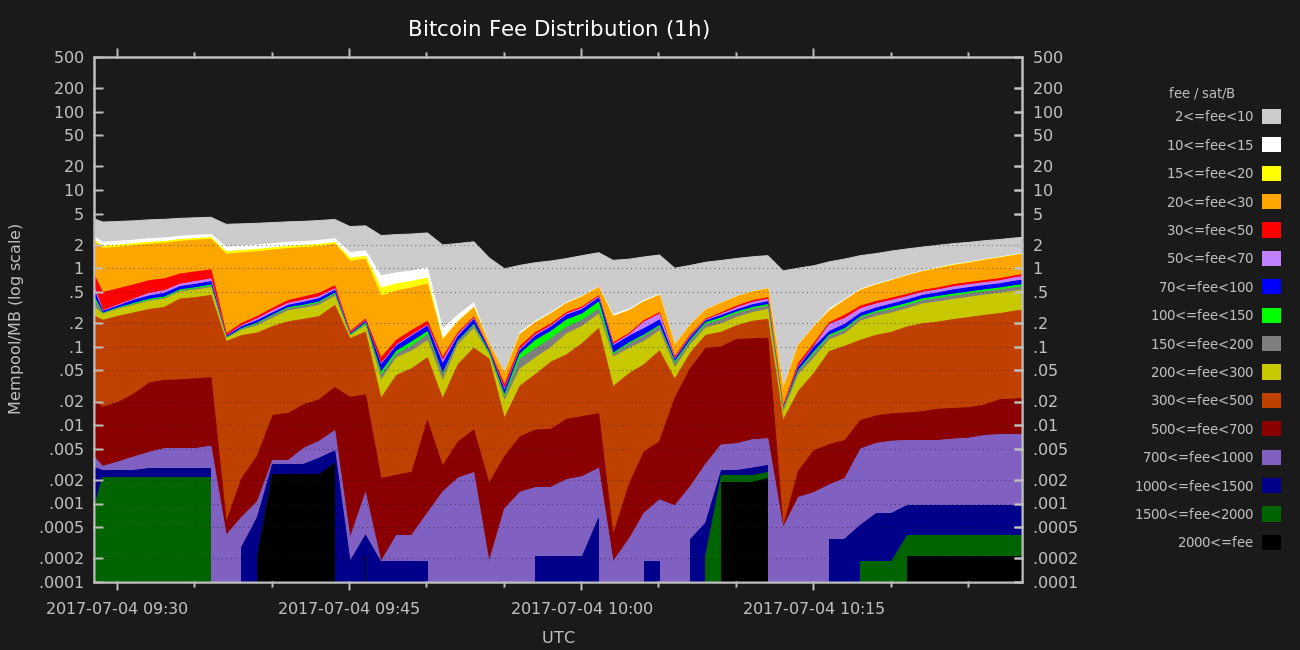 Bitcoin Fee Distribution (1h)
500 500
200 200
100 100
50 50
20 20
10 10
5 5
2 2
1 1
.5 .5
.2 .2
.1 .1
.05 .05
.02 .02
.01 .01
.005 .005
.002 .002
.001 .001
.0005 .0005
.0002 .0002
.0001 .0001
Mempool/MB (log scale)
2017-07-04 09:30 2017-07-04 09:45 2017-07-04 10:00 2017-07-04 10:15
UTC
fee / sat/B
2<=fee<10
10<=fee<15
15<=fee<20
20<=fee<30
30<=fee<50
50<=fee<70
70<=fee<100
100<=fee<150
150<=fee<200
200<=fee<300
300<=fee<500
500<=fee<700
700<=fee<1000
1000<=fee<1500
1500<=fee<2000
2000<=fee